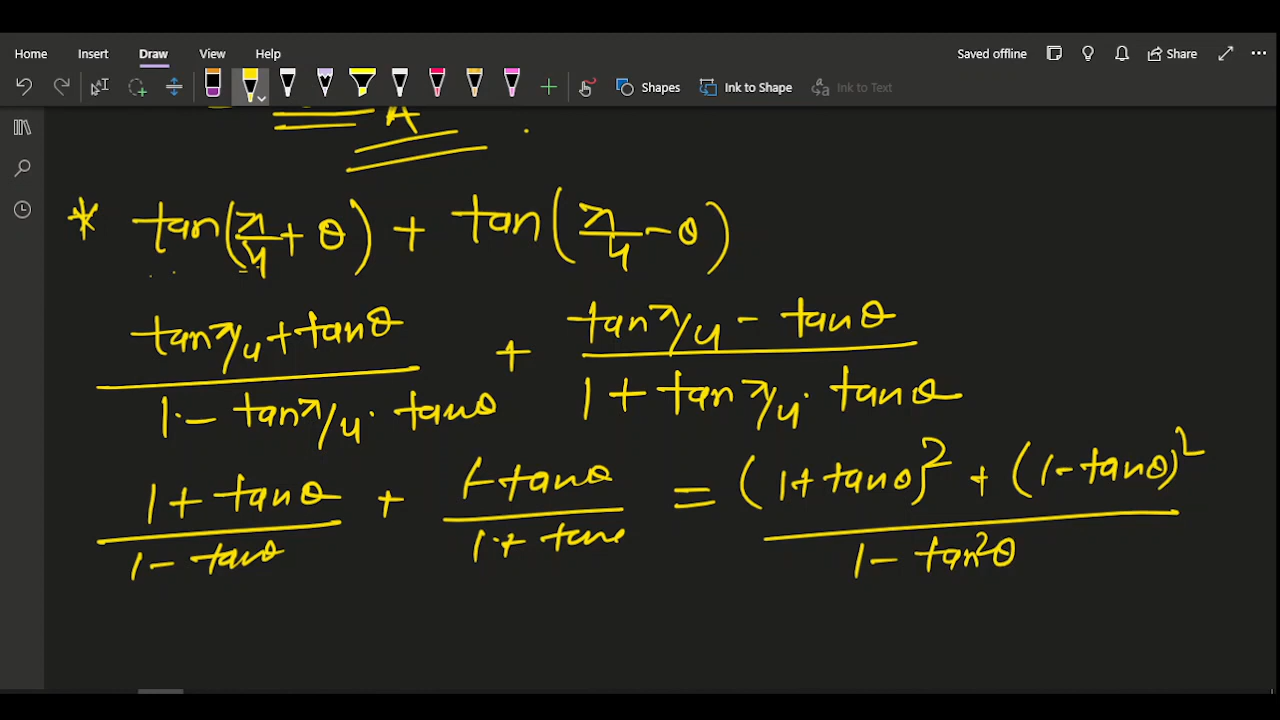 Home Insert Draw View Help Saved offline Share
Shapes Ink to Shape Ink to Text
A
* tan(π/4 + θ) + tan(π/4 - θ)
(tanπ/4 + tanθ)/(1 - tanπ/4 · tanθ) + (tanπ/4 - tanθ)/(1 + tanπ/4 · tanθ)
(1 + tanθ)/(1 - tanθ) + (1 - tanθ)/(1 + tanθ) = ((1 + tanθ)² + (1 - tanθ)²)/(1 - tan²θ)